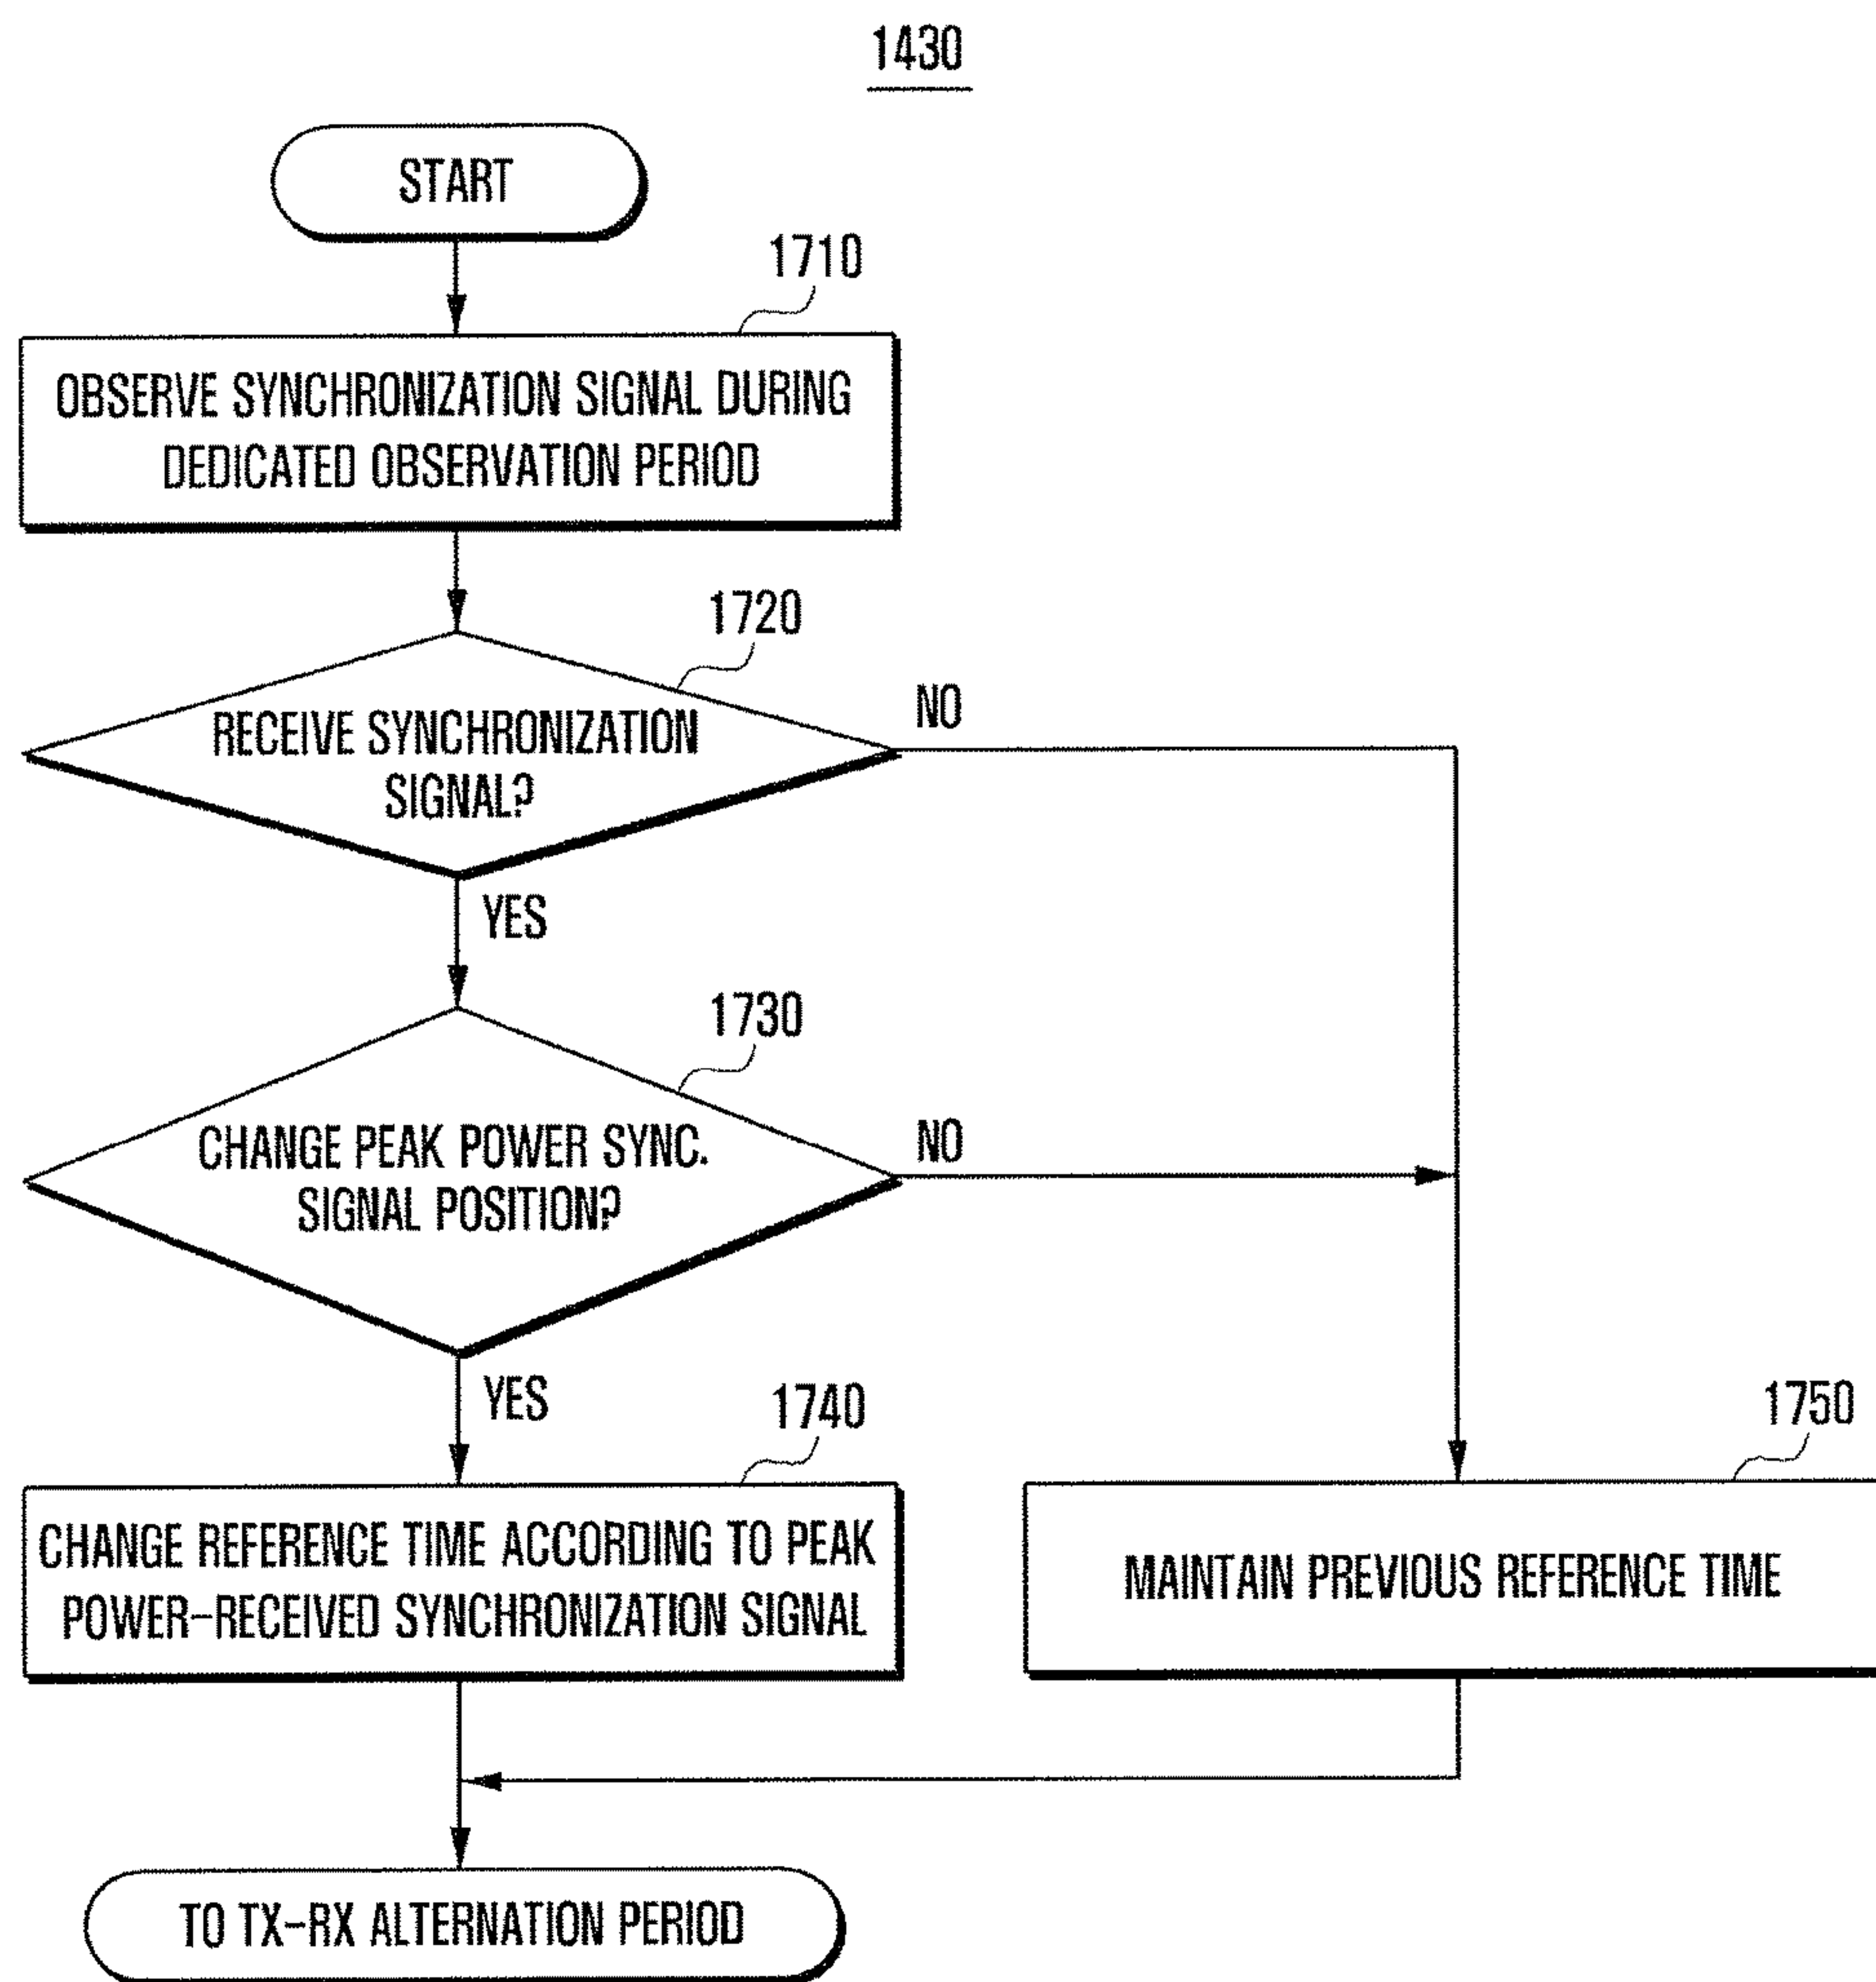 1430
START
1710
OBSERVE SYNCHRONIZATION SIGNAL DURING
DEDICATED OBSERVATION PERIOD
1720
RECEIVE SYNCHRONIZATION
SIGNAL?
NO
YES
1730
CHANGE PEAK POWER SYNC.
SIGNAL POSITION?
NO
YES
1740
CHANGE REFERENCE TIME ACCORDING TO PEAK
POWER-RECEIVED SYNCHRONIZATION SIGNAL
1750
MAINTAIN PREVIOUS REFERENCE TIME
TO TX-RX ALTERNATION PERIOD